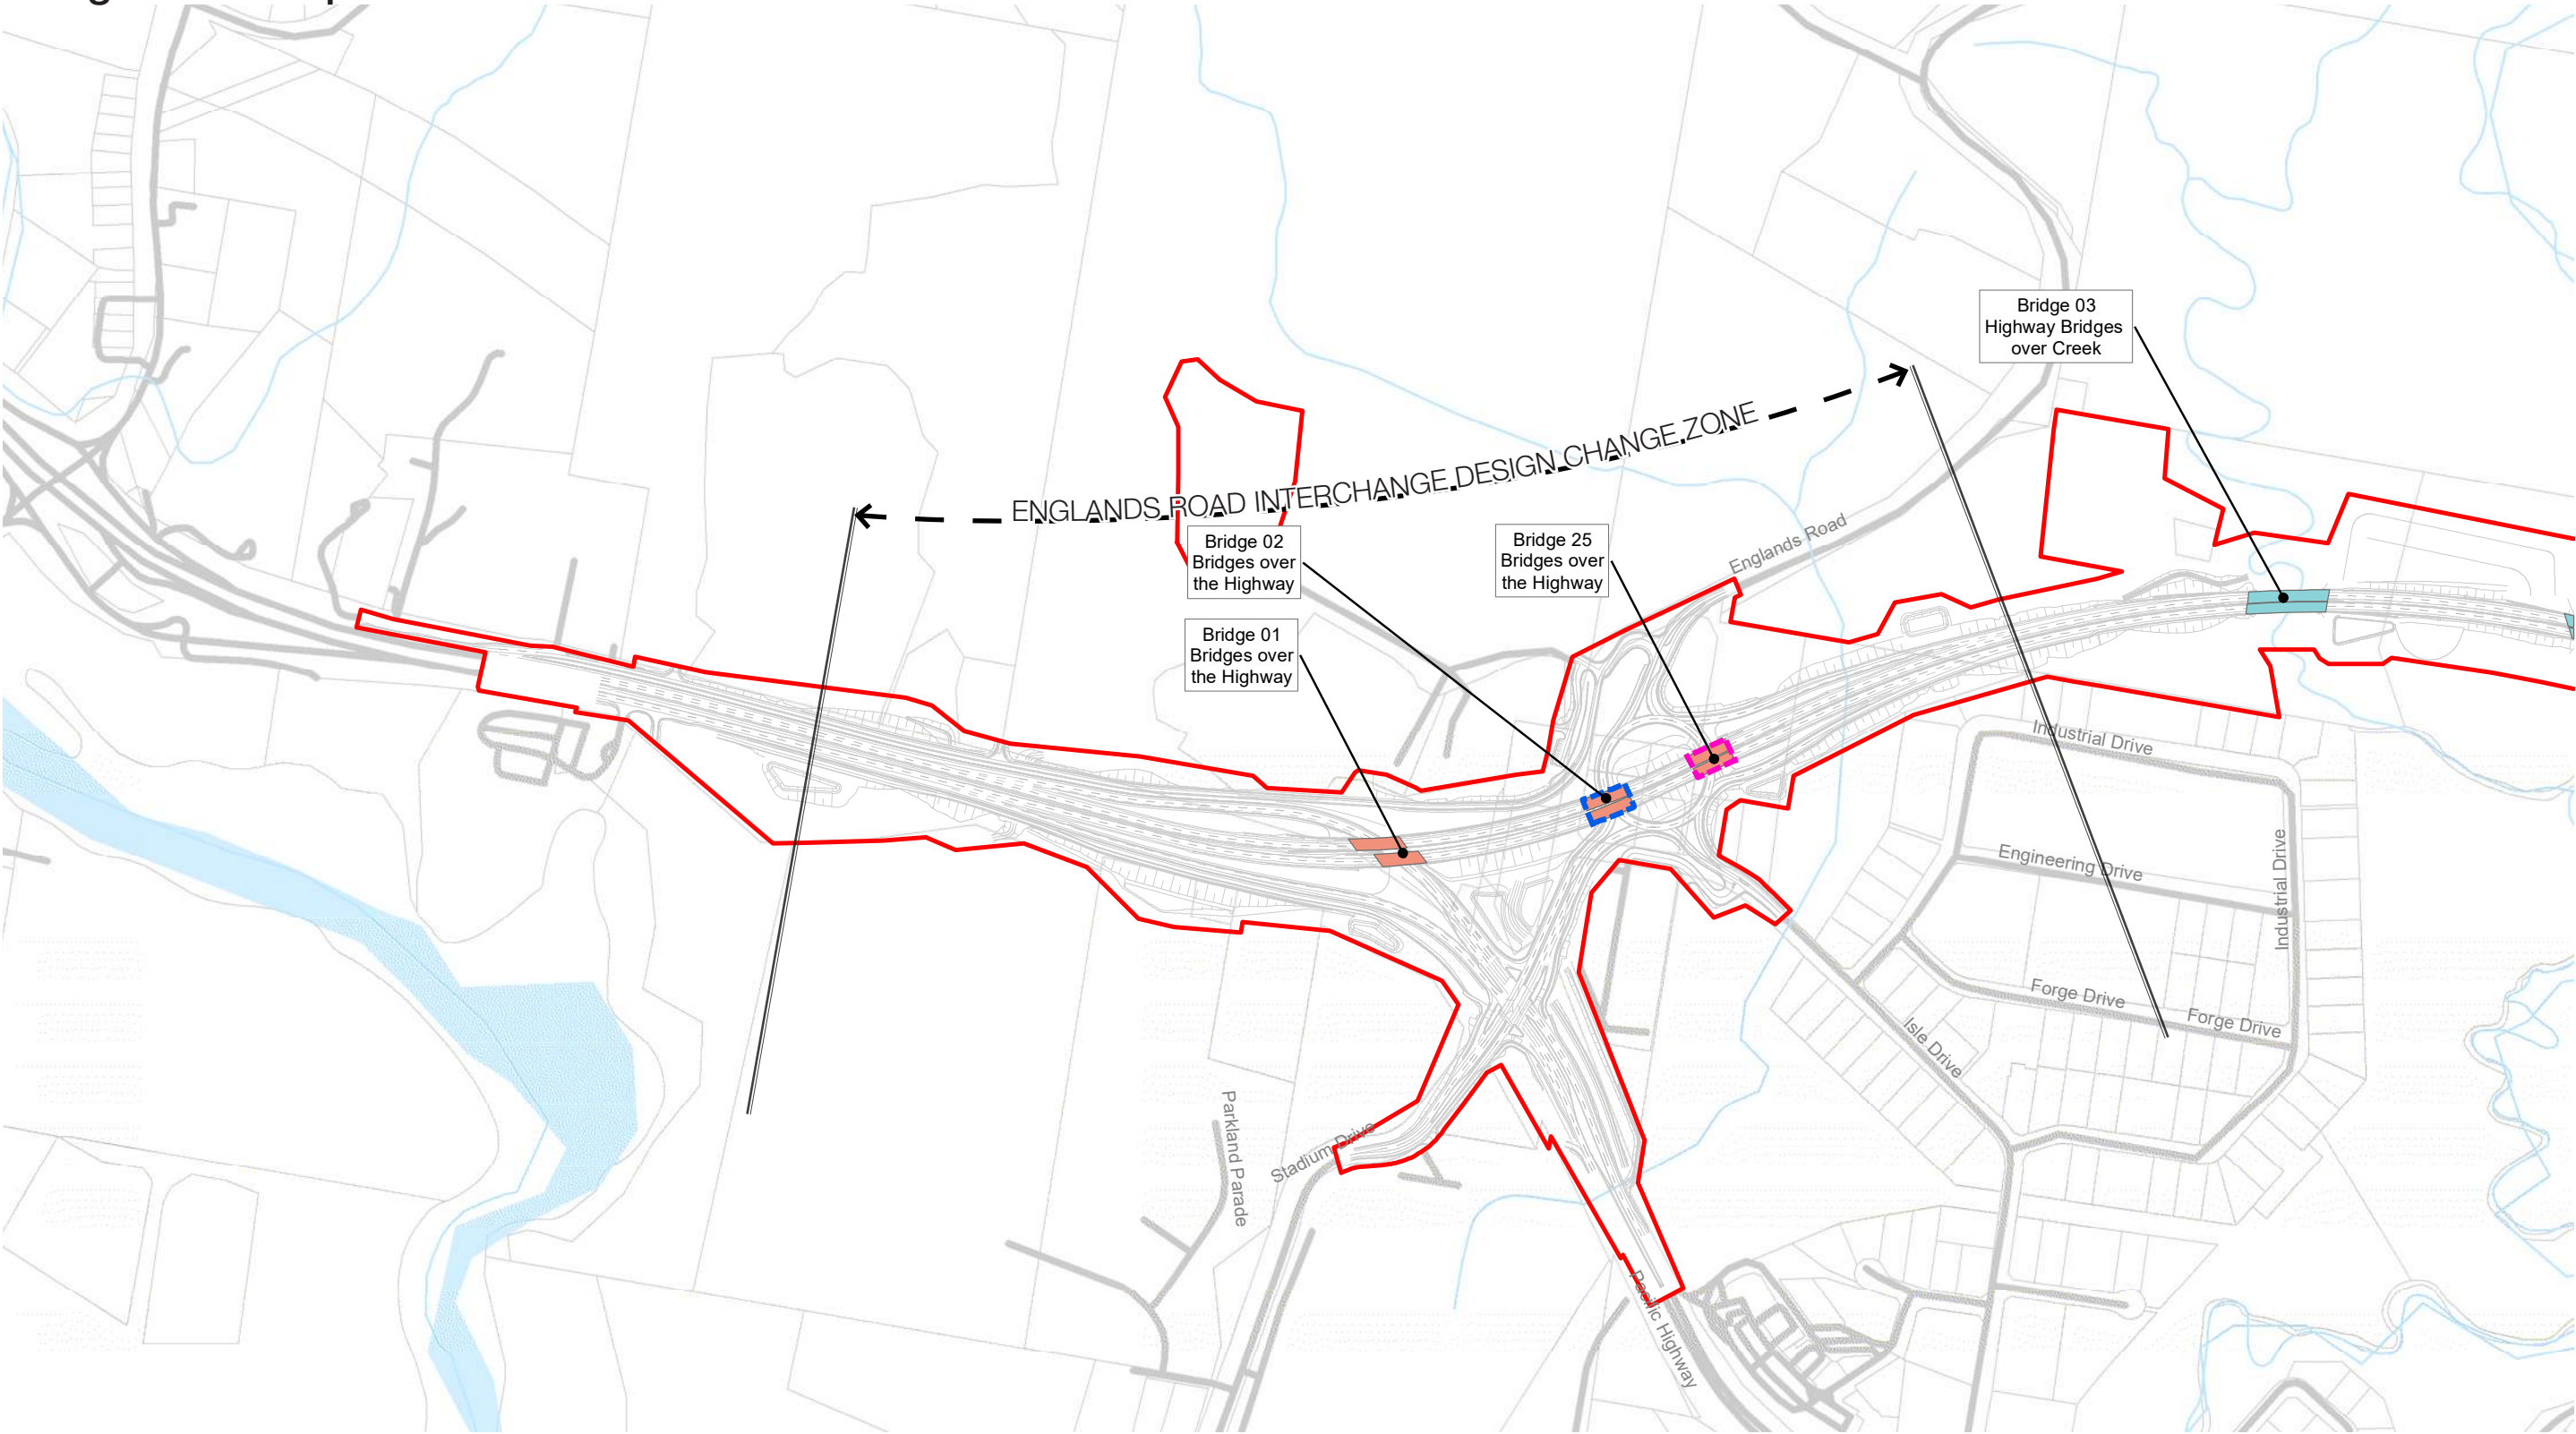 Bridge 03
Highway Bridges
over Creek
ENGLANDS ROAD INTERCHANGE DESIGN CHANGE ZONE
Bridge 02
Bridges over
the Highway
Bridge 25
Bridges over
the Highway
Englands Road
Bridge 01
Bridges over
the Highway
Industrial Drive
Engineering Drive
Industrial Drive
Forge Drive
Forge Drive
Isle Drive
Parkland Parade
Stadium Drive
Pacific Highway